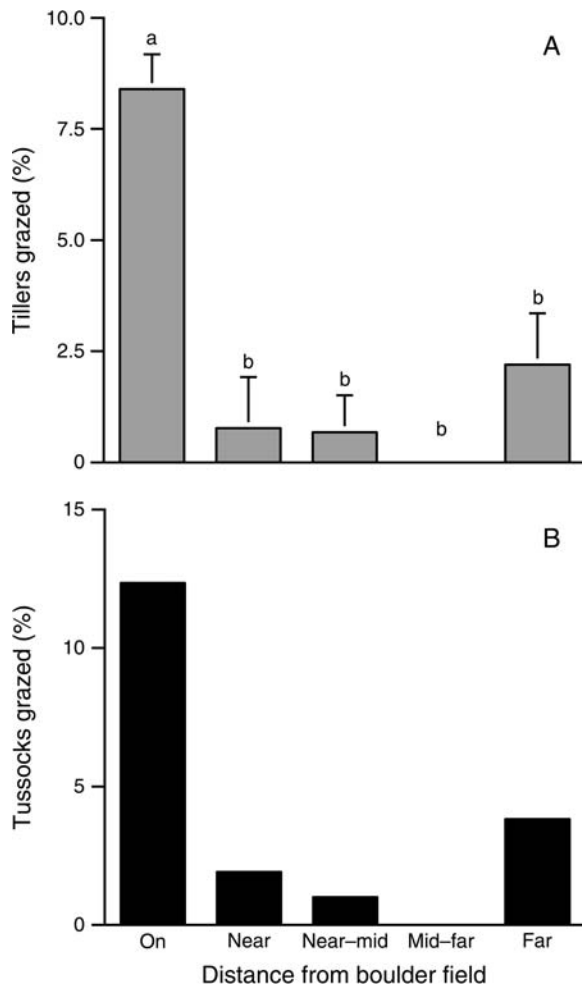 10.0
a
A
7.5
Tillers grazed (%)
5.0
2.5
b
b
b
b
0
15
B
10
Tussocks grazed (%)
5
0
On Near Near–mid Mid–far Far
Distance from boulder field